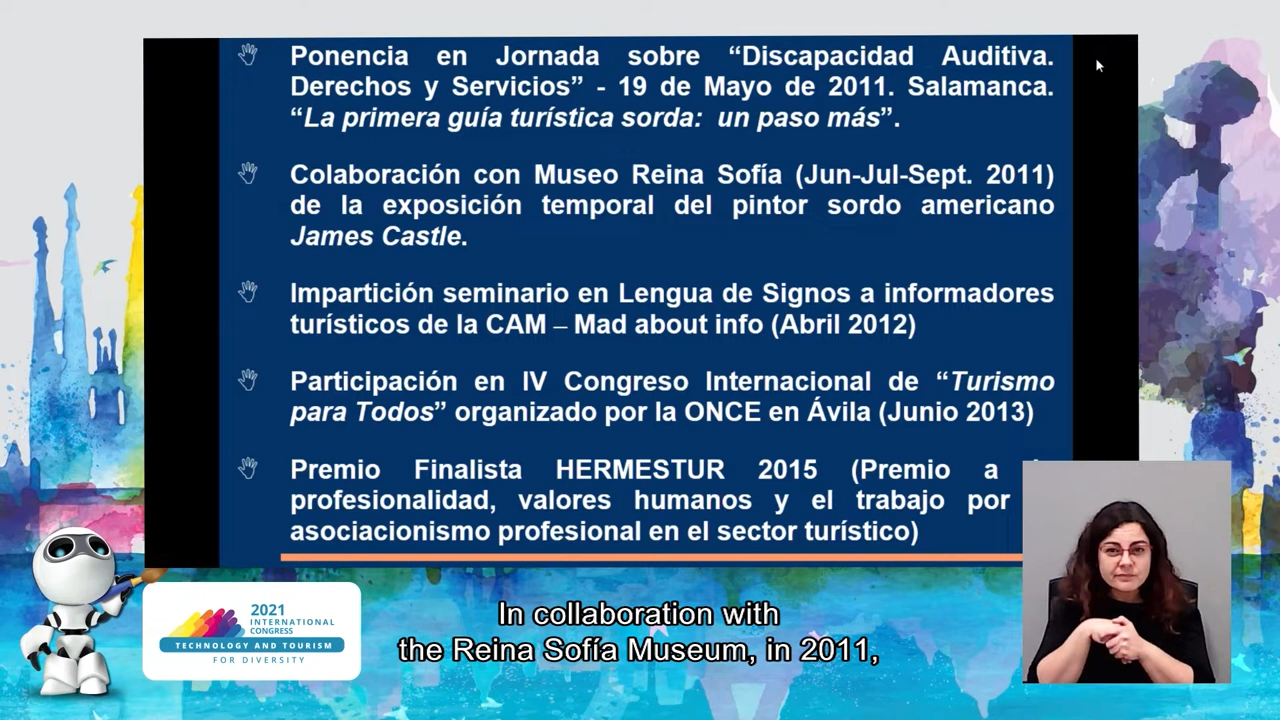 Ponencia en Jornada sobre “Discapacidad Auditiva.
Derechos y Servicios” - 19 de Mayo de 2011. Salamanca.
“La primera guía turística sorda: un paso más”.
Colaboración con Museo Reina Sofía (Jun-Jul-Sept. 2011)
de la exposición temporal del pintor sordo americano
James Castle.
Impartición seminario en Lengua de Signos a informadores
turísticos de la CAM – Mad about info (Abril 2012)
Participación en IV Congreso Internacional de “Turismo
para Todos” organizado por la ONCE en Ávila (Junio 2013)
Premio Finalista HERMESTUR 2015 (Premio a
profesionalidad, valores humanos y el trabajo por
asociacionismo profesional en el sector turístico)
2021
INTERNATIONAL
CONGRESS
TECHNOLOGY AND TOURISM
FOR DIVERSITY
In collaboration with
the Reina Sofía Museum, in 2011,